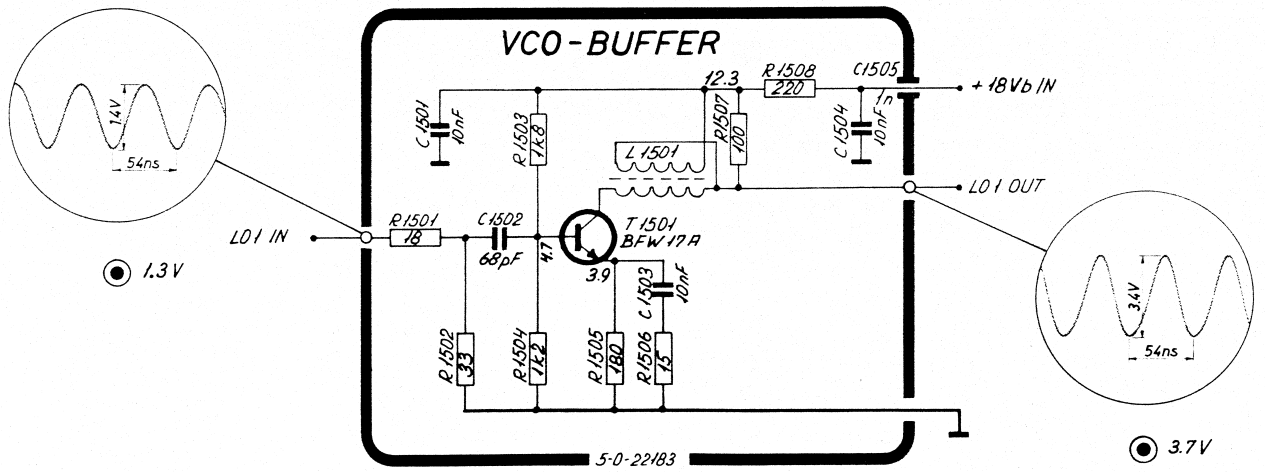 VCO-BUFFER
1.4V
54ns
LO1 IN
1.3V
C1501
10nF
R1503
1k8
12.3
R1508
220
C1505
1n
+18Vb IN
C1504
10nF
R1507
100
L1501
LO1 OUT
R1501
18
C1502
68pF
4.7
T1501
BFW17A
3.9
C1503
10nF
R1502
33
R1504
1k2
R1505
180
R1506
15
3.4V
54ns
3.7V
5-0-22183